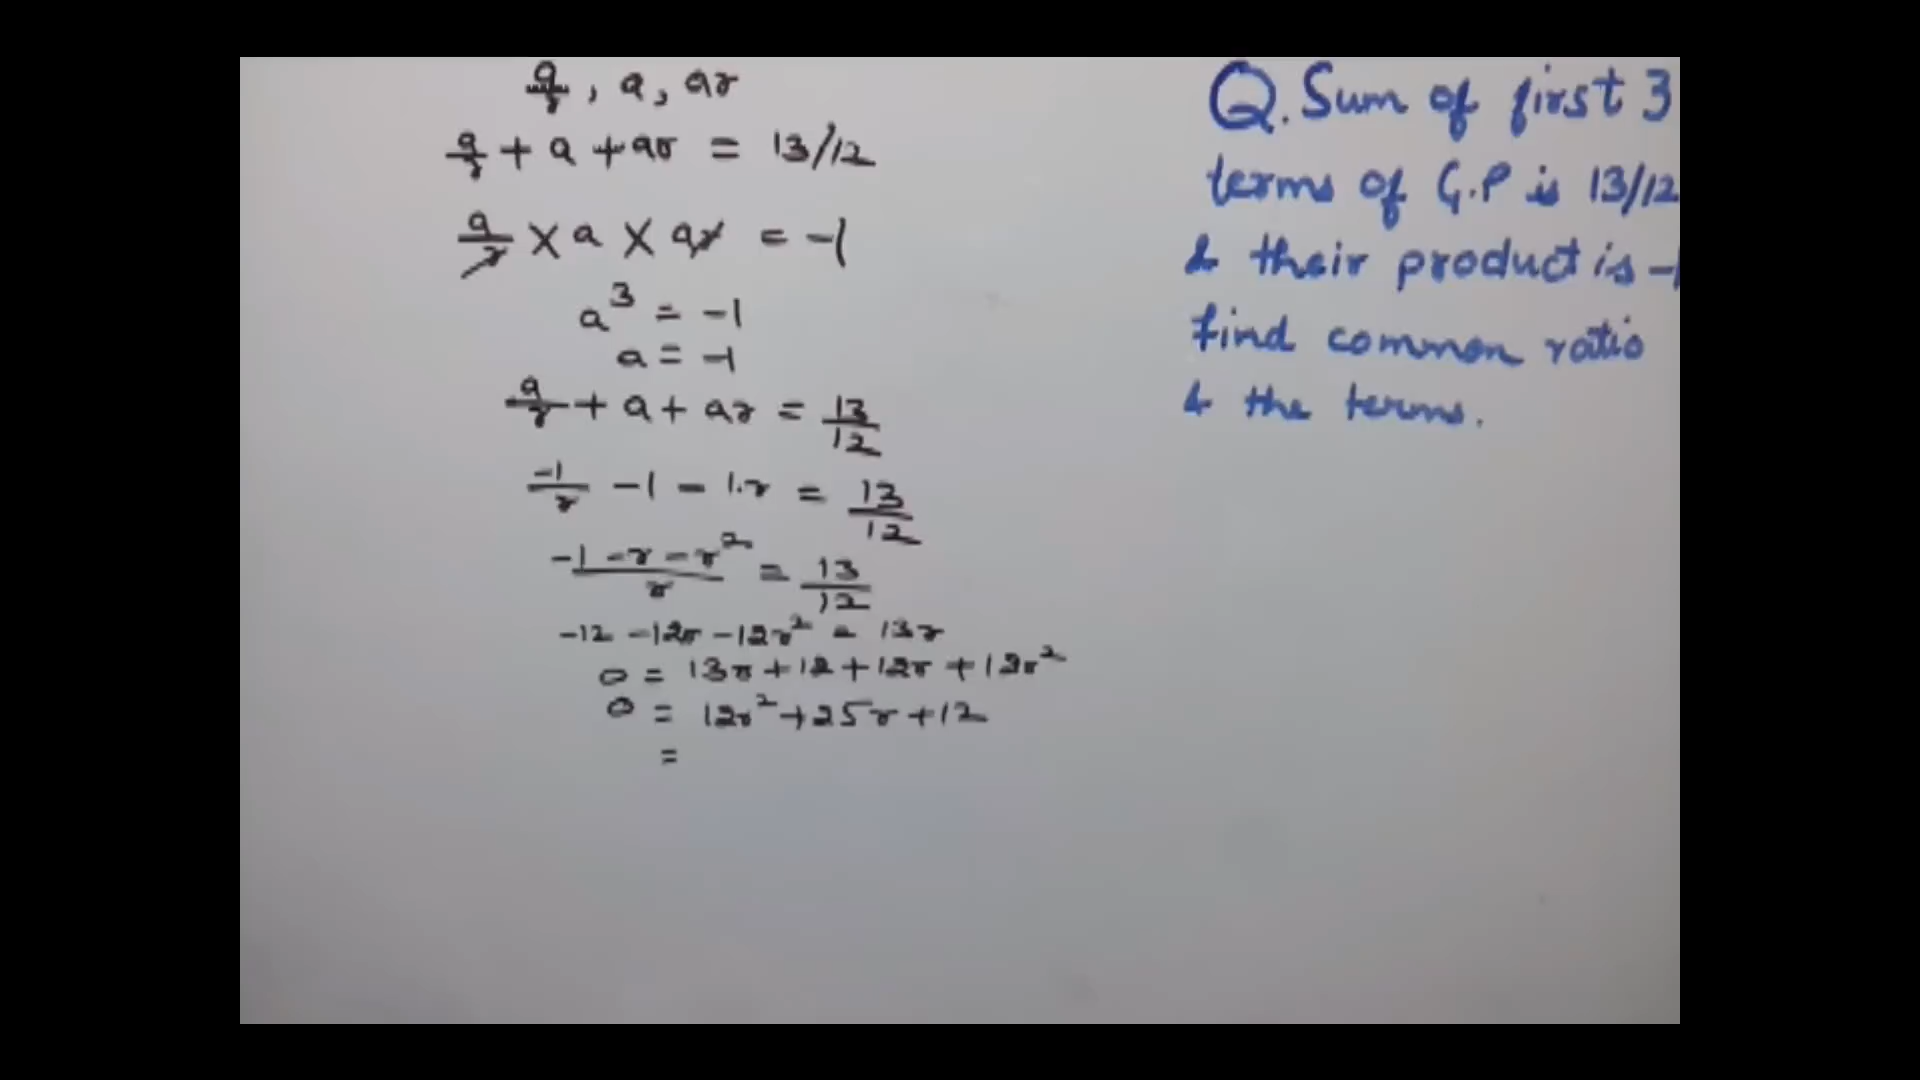 a/r, a, ar
a/r + a + ar = 13/12
a/r × a × ar = -1
a³ = -1
a = -1
a/r + a + ar = 13/12
-1/r -1 - 1.r = 13/12
-1-r-r²/r = 13/12
-12 -12r -12r² = 13r
0 = 13r + 12 + 12r + 12r²
0 = 12r² + 25r + 12
=
Q. Sum of first 3
terms of G.P is 13/12
& their product is -1
find common ratio
& the terms.